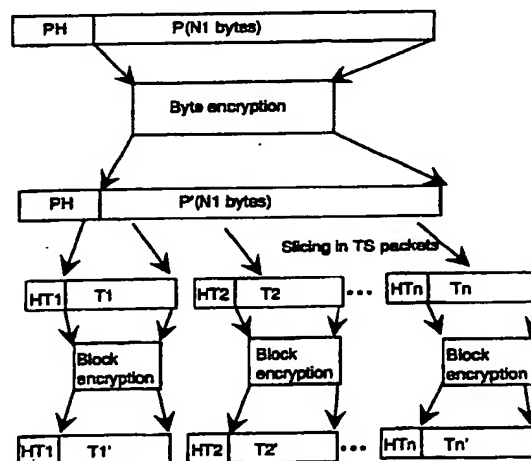 PH P(N1 bytes)
Byte encryption
PH P'(N1 bytes)
Slicing in TS packets
HT1 T1 HT2 T2 ... HTn Tn
Block encryption Block encryption Block encryption
HT1 T1' HT2 T2' ... HTn Tn'